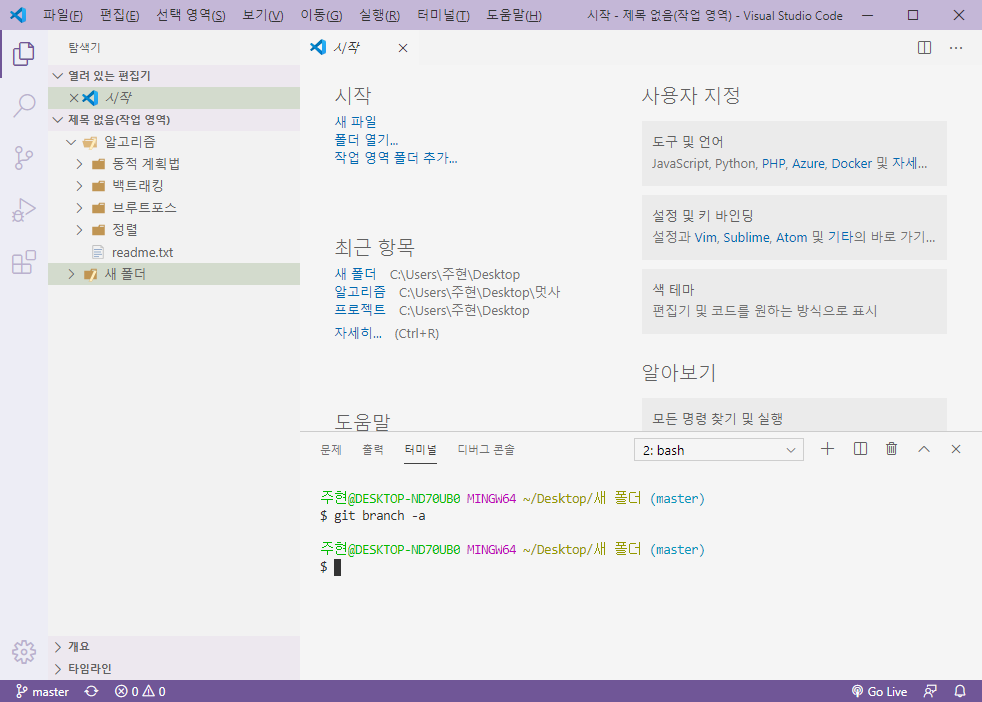 파일(F) 편집(E) 선택 영역(S) 보기(V) 이동(G) 실행(R) 터미널(T) 도움말(H) 시작 - 제목 없음(작업 영역) - Visual Studio Code
탐색기
열려 있는 편집기
시작
제목 없음(작업 영역)
알고리즘
동적 계획법
백트래킹
브루트포스
정렬
readme.txt
새 폴더
개요
타임라인
시작
시작
새 파일
폴더 열기...
작업 영역 폴더 추가...
최근 항목
새 폴더 C:\Users\주현\Desktop
알고리즘 C:\Users\주현\Desktop\멋사
프로젝트 C:\Users\주현\Desktop
자세히... (Ctrl+R)
도움말
사용자 지정
도구 및 언어
JavaScript, Python, PHP, Azure, Docker 및 자세...
설정 및 키 바인딩
설정과 Vim, Sublime, Atom 및 기타의 바로 가기...
색 테마
편집기 및 코드를 원하는 방식으로 표시
알아보기
모든 명령 찾기 및 실행
문제 출력 터미널 디버그 콘솔 2: bash
주현@DESKTOP-ND70UB0 MINGW64 ~/Desktop/새 폴더 (master)
$ git branch -a
주현@DESKTOP-ND70UB0 MINGW64 ~/Desktop/새 폴더 (master)
$
master 0 0 Go Live